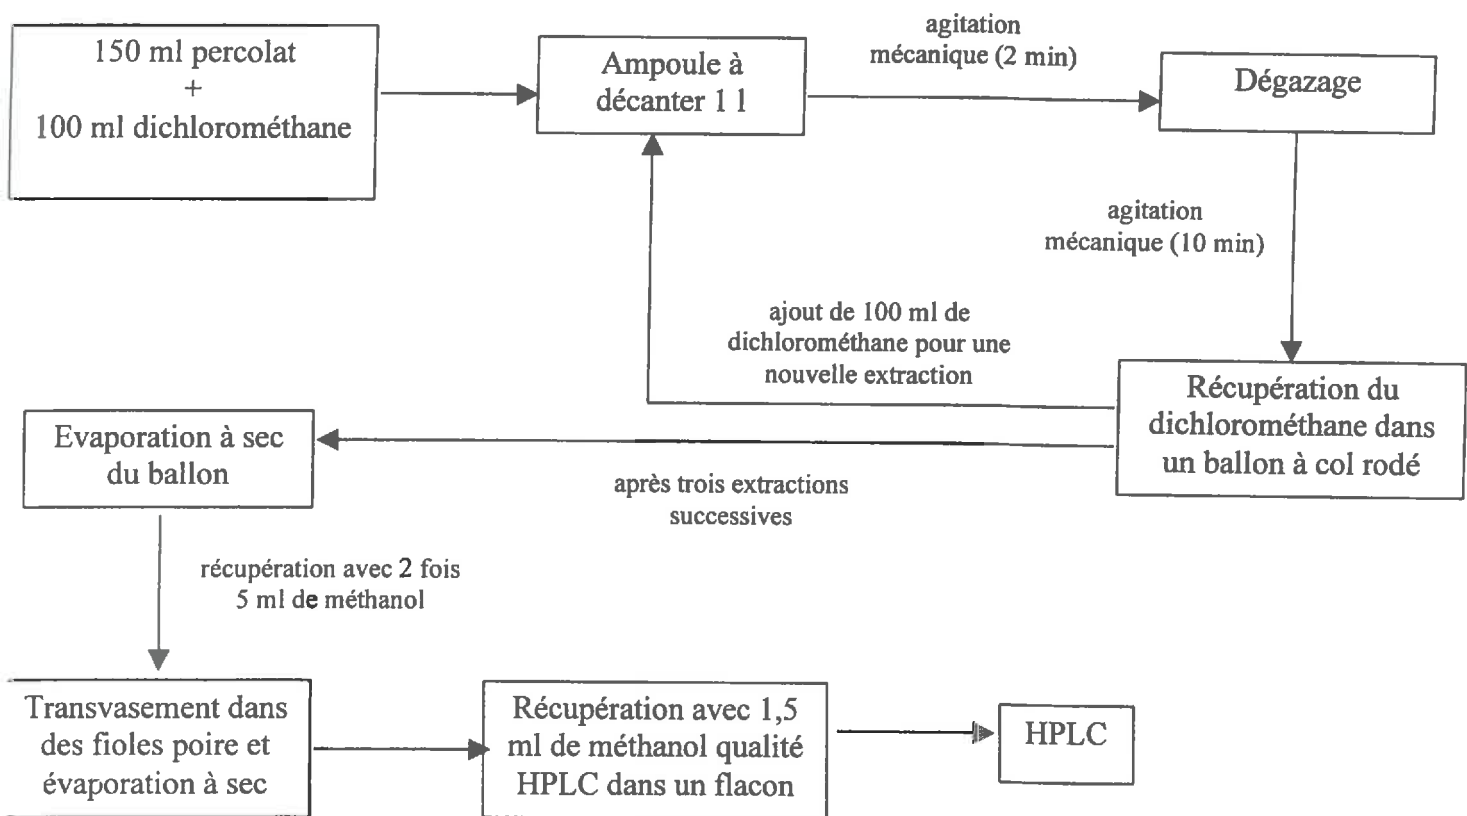 150 ml percolat
+
100 ml dichlorométhane
Ampoule à
décanter 1 l
agitation
mécanique (2 min)
Dégazage
agitation
mécanique (10 min)
ajout de 100 ml de
dichlorométhane pour une
nouvelle extraction
Récupération du
dichlorométhane dans
un ballon à col rodé
Evaporation à sec
du ballon
après trois extractions
successives
récupération avec 2 fois
5 ml de méthanol
Transvasement dans
des fioles poire et
évaporation à sec
Récupération avec 1,5
ml de méthanol qualité
HPLC dans un flacon
HPLC